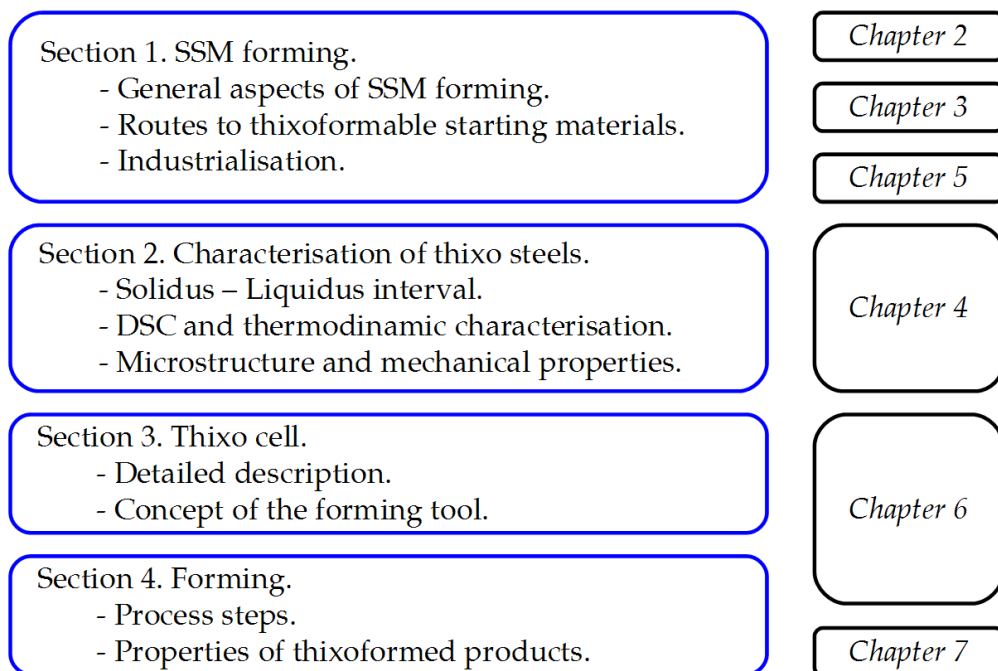 Section 1. SSM forming.
- General aspects of SSM forming.
- Routes to thixoformable starting materials.
- Industrialisation.
Chapter 2
Chapter 3
Chapter 5
Section 2. Characterisation of thixo steels.
- Solidus – Liquidus interval.
- DSC and thermodinamic characterisation.
- Microstructure and mechanical properties.
Chapter 4
Section 3. Thixo cell.
- Detailed description.
- Concept of the forming tool.
Chapter 6
Section 4. Forming.
- Process steps.
- Properties of thixoformed products.
Chapter 7